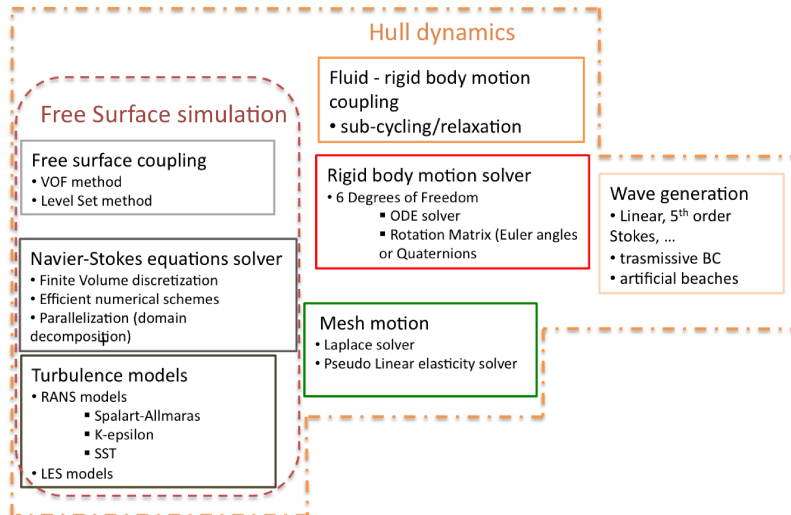 Hull dynamics
Free Surface simulation
Free surface coupling
• VOF method
• Level Set method
Navier-Stokes equations solver
• Finite Volume discretization
• Efficient numerical schemes
• Parallelization (domain
decomposition)
Turbulence models
• RANS models
▪ Spalart-Allmaras
▪ K-epsilon
▪ SST
• LES models
Fluid - rigid body motion
coupling
• sub-cycling/relaxation
Rigid body motion solver
• 6 Degrees of Freedom
▪ ODE solver
▪ Rotation Matrix (Euler angles
or Quaternions
Mesh motion
• Laplace solver
• Pseudo Linear elasticity solver
Wave generation
• Linear, 5th order
Stokes, ...
• trasmissive BC
• artificial beaches